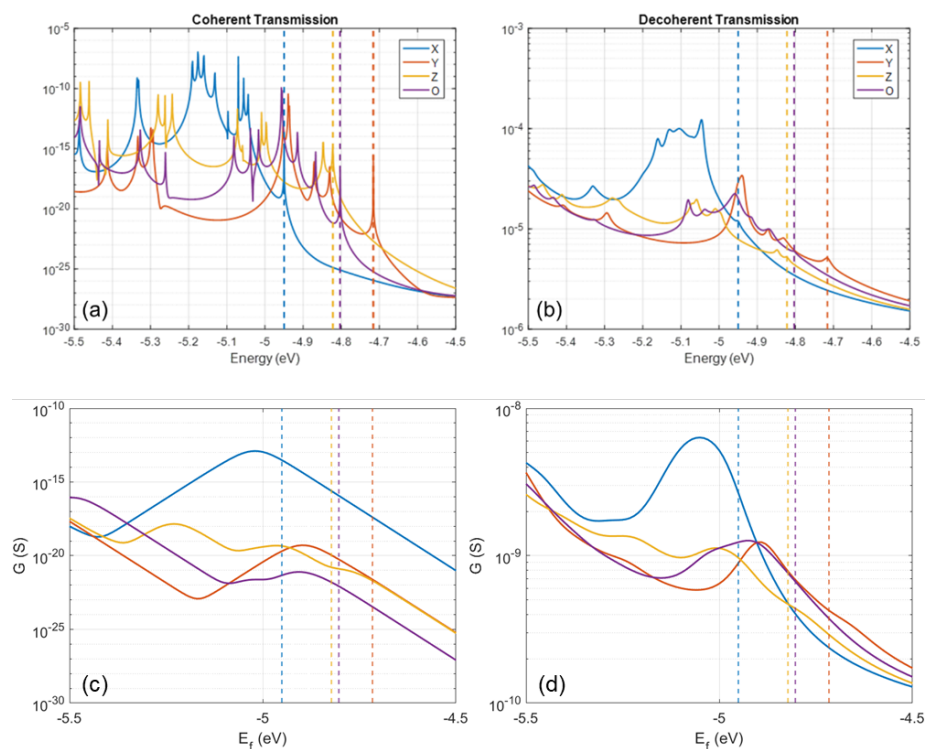 Coherent Transmission
10^-5
10^-10
10^-15
10^-20
10^-25
10^-30
X
Y
Z
O
(a)
-5.5 -5.4 -5.3 -5.2 -5.1 -5 -4.9 -4.8 -4.7 -4.6 -4.5
Energy (eV)
Decoherent Transmission
10^-3
10^-4
10^-5
10^-6
X
Y
Z
O
(b)
-5.5 -5.4 -5.3 -5.2 -5.1 -5 -4.9 -4.8 -4.7 -4.6 -4.5
Energy (eV)
10^-10
10^-15
10^-20
10^-25
10^-30
G (S)
(c)
-5.5 -5 -4.5
E_f (eV)
10^-8
10^-9
10^-10
G (S)
(d)
-5.5 -5 -4.5
E_f (eV)